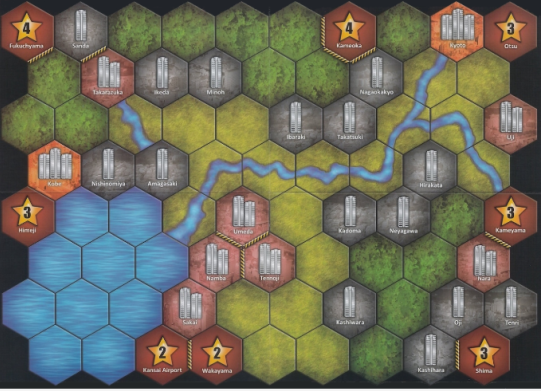 4
Fukuchiyama
Sanda
4
Kameoka
Kyoto
3
Otsu
Takarazuka
Ikeda
Minoh
Nagaokakyo
Ibaraki
Takatsuki
Uji
Kobe
Nishinomiya
Amagasaki
Hirakata
3
Himeji
Umeda
Kadoma
Neyagawa
3
Kameyama
Namba
Tennoji
Sakai
Kashiwara
Oji
Tenri
2
Kansai Airport
2
Wakayama
Kashihara
3
Shima